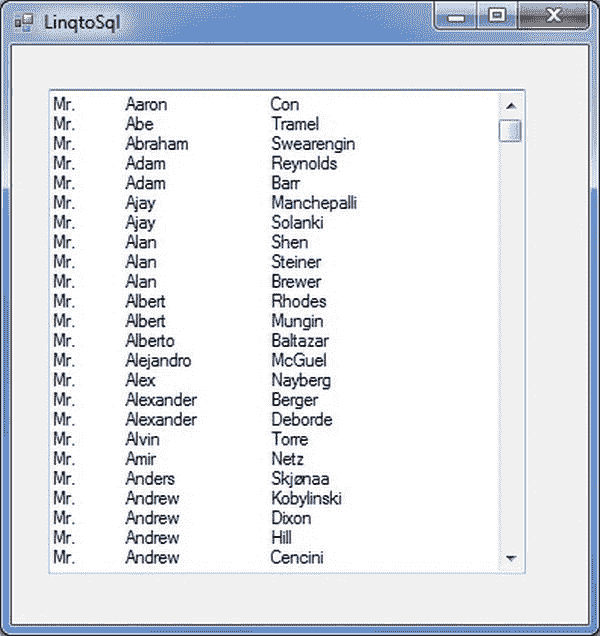 LinqtoSql
Mr. Aaron Con
Mr. Abe Tramel
Mr. Abraham Swearengin
Mr. Adam Reynolds
Mr. Adam Barr
Mr. Ajay Manchepalli
Mr. Ajay Solanki
Mr. Alan Shen
Mr. Alan Steiner
Mr. Alan Brewer
Mr. Albert Rhodes
Mr. Albert Mungin
Mr. Alberto Baltazar
Mr. Alejandro McGuel
Mr. Alex Nayberg
Mr. Alexander Berger
Mr. Alexander Deborde
Mr. Alvin Torre
Mr. Amir Netz
Mr. Anders Skjønaa
Mr. Andrew Kobylinski
Mr. Andrew Dixon
Mr. Andrew Hill
Mr. Andrew Cencini